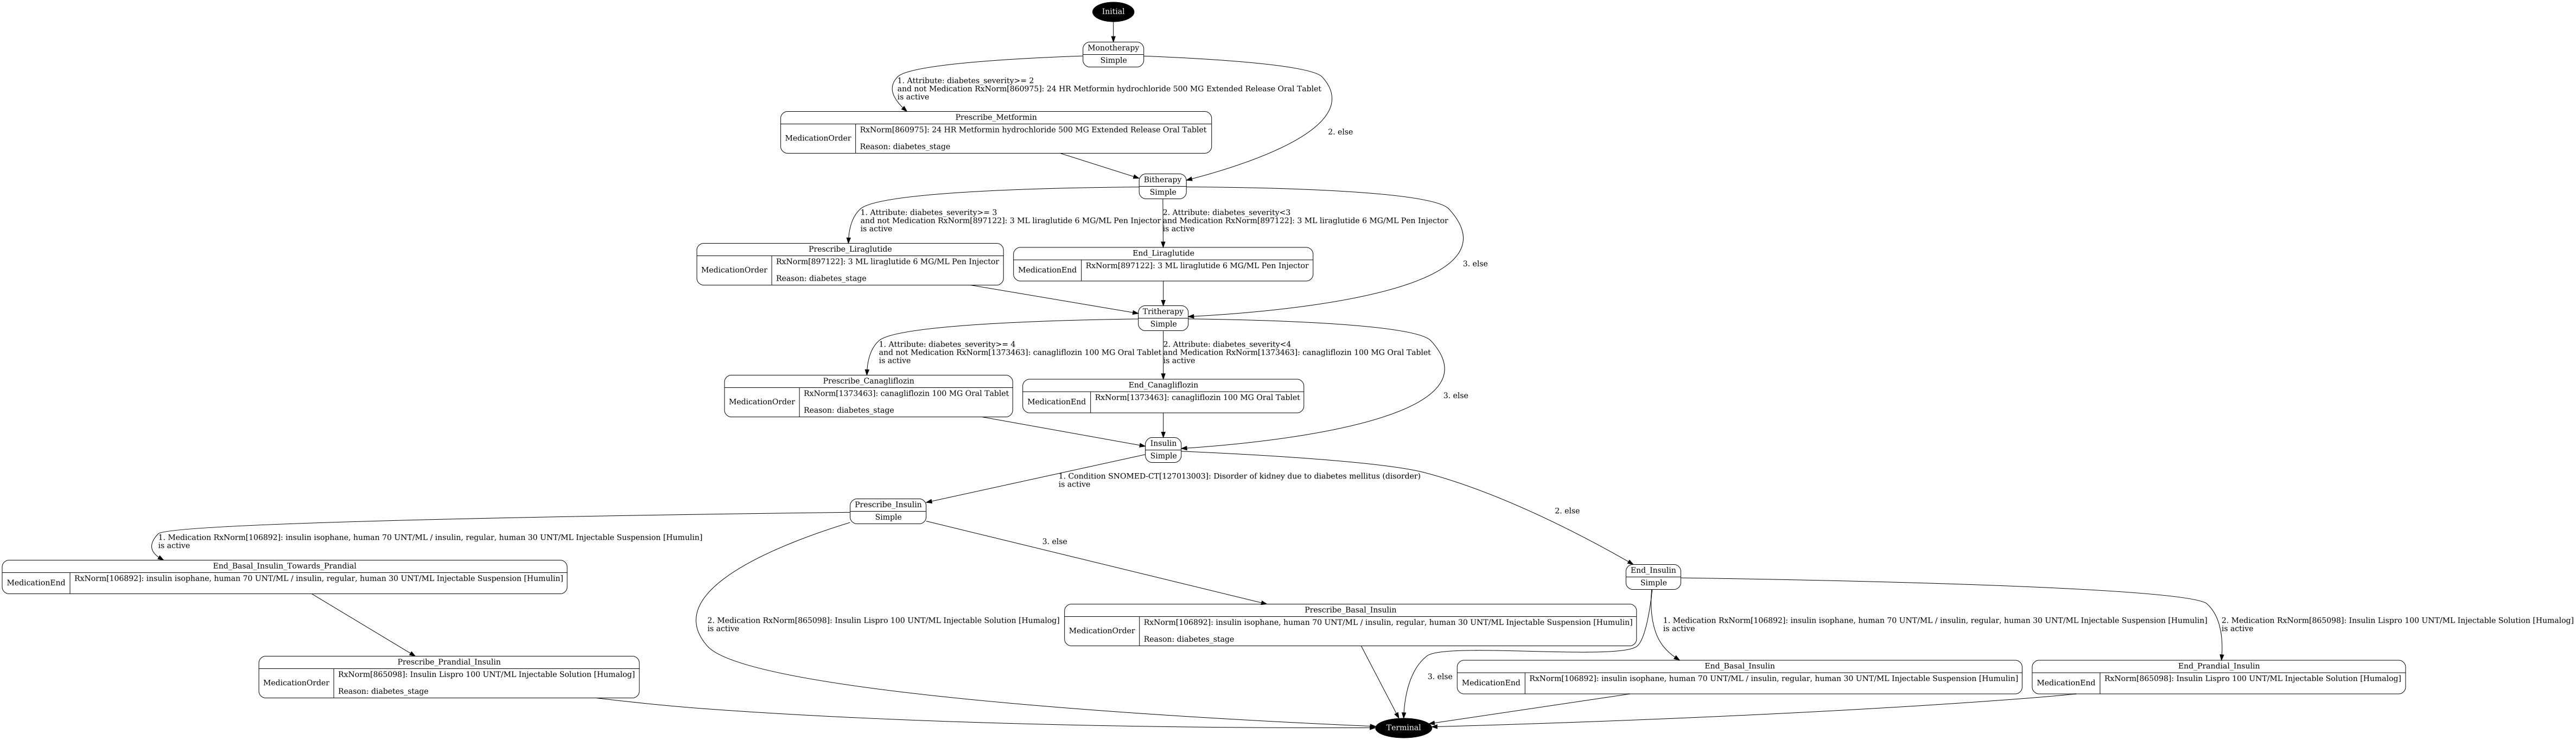 Initial
Monotherapy
Simple
1. Attribute: diabetes_severity>= 2
and not Medication RxNorm[860975]: 24 HR Metformin hydrochloride 500 MG Extended Release Oral Tablet
is active
2. else
Prescribe_Metformin
MedicationOrder
RxNorm[860975]: 24 HR Metformin hydrochloride 500 MG Extended Release Oral Tablet
Reason: diabetes_stage
Bitherapy
Simple
1. Attribute: diabetes_severity>= 3
and not Medication RxNorm[897122]: 3 ML liraglutide 6 MG/ML Pen Injector
is active
2. Attribute: diabetes_severity<3
and Medication RxNorm[897122]: 3 ML liraglutide 6 MG/ML Pen Injector
is active
3. else
Prescribe_Liraglutide
MedicationOrder
RxNorm[897122]: 3 ML liraglutide 6 MG/ML Pen Injector
Reason: diabetes_stage
End_Liraglutide
MedicationEnd
RxNorm[897122]: 3 ML liraglutide 6 MG/ML Pen Injector
Tritherapy
Simple
1. Attribute: diabetes_severity>= 4
and not Medication RxNorm[1373463]: canagliflozin 100 MG Oral Tablet
is active
2. Attribute: diabetes_severity<4
and Medication RxNorm[1373463]: canagliflozin 100 MG Oral Tablet
is active
3. else
Prescribe_Canagliflozin
MedicationOrder
RxNorm[1373463]: canagliflozin 100 MG Oral Tablet
Reason: diabetes_stage
End_Canagliflozin
MedicationEnd
RxNorm[1373463]: canagliflozin 100 MG Oral Tablet
Insulin
Simple
1. Condition SNOMED-CT[127013003]: Disorder of kidney due to diabetes mellitus (disorder)
is active
2. else
Prescribe_Insulin
Simple
1. Medication RxNorm[106892]: insulin isophane, human 70 UNT/ML / insulin, regular, human 30 UNT/ML Injectable Suspension [Humulin]
is active
3. else
End_Basal_Insulin_Towards_Prandial
MedicationEnd
RxNorm[106892]: insulin isophane, human 70 UNT/ML / insulin, regular, human 30 UNT/ML Injectable Suspension [Humulin]
End_Insulin
Simple
2. Medication RxNorm[865098]: Insulin Lispro 100 UNT/ML Injectable Solution [Humalog]
is active
Prescribe_Basal_Insulin
MedicationOrder
RxNorm[106892]: insulin isophane, human 70 UNT/ML / insulin, regular, human 30 UNT/ML Injectable Suspension [Humulin]
Reason: diabetes_stage
1. Medication RxNorm[106892]: insulin isophane, human 70 UNT/ML / insulin, regular, human 30 UNT/ML Injectable Suspension [Humulin]
is active
2. Medication RxNorm[865098]: Insulin Lispro 100 UNT/ML Injectable Solution [Humalog]
is active
Prescribe_Prandial_Insulin
MedicationOrder
RxNorm[865098]: Insulin Lispro 100 UNT/ML Injectable Solution [Humalog]
Reason: diabetes_stage
3. else
End_Basal_Insulin
MedicationEnd
RxNorm[106892]: insulin isophane, human 70 UNT/ML / insulin, regular, human 30 UNT/ML Injectable Suspension [Humulin]
End_Prandial_Insulin
MedicationEnd
RxNorm[865098]: Insulin Lispro 100 UNT/ML Injectable Solution [Humalog]
Terminal